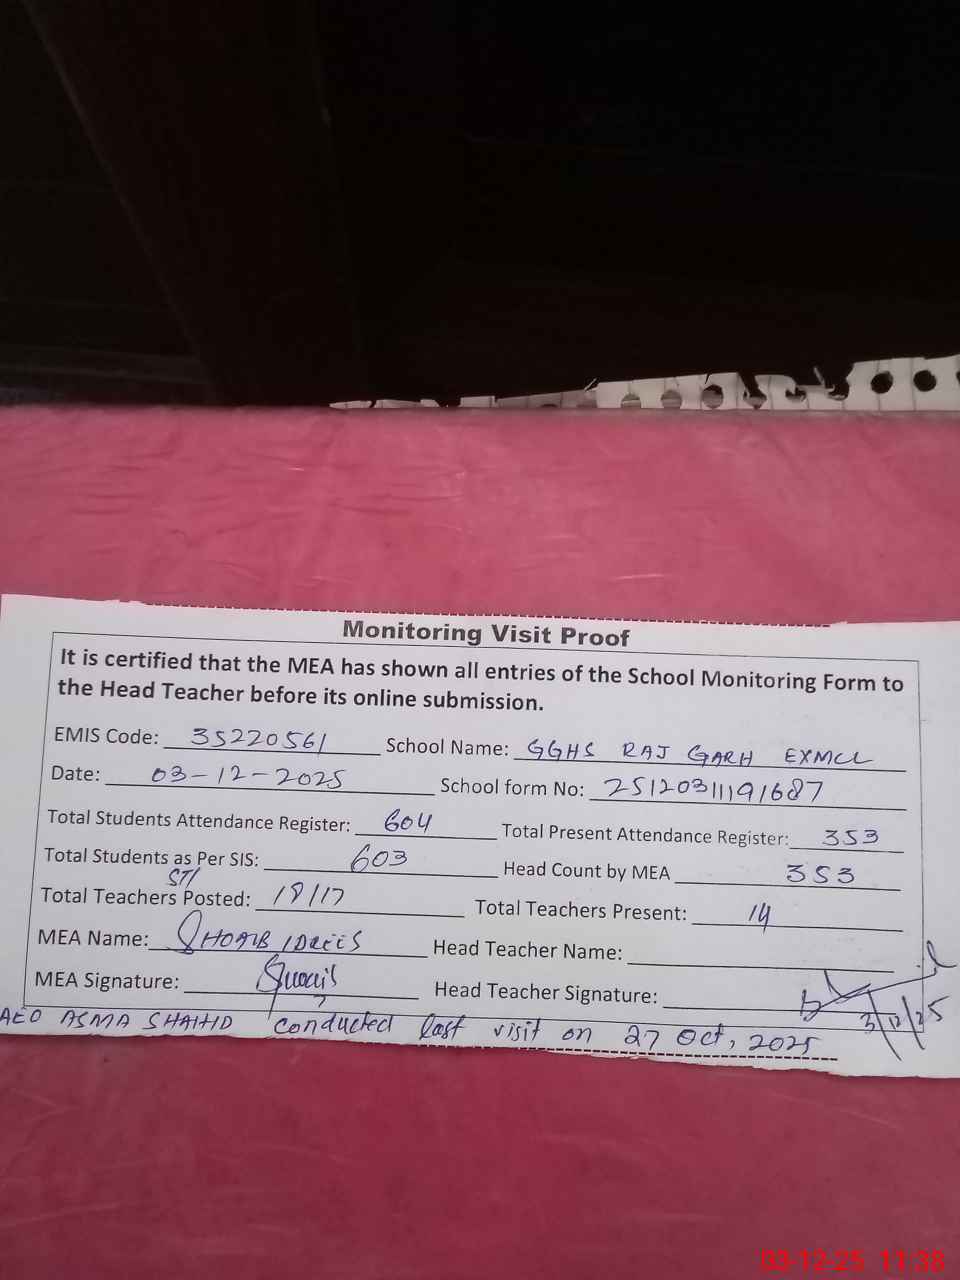 Monitoring Visit Proof
It is certified that the MEA has shown all entries of the School Monitoring Form to
the Head Teacher before its online submission.
EMIS Code: 35220561 School Name: GGHS RAJ GARH EXMCL
Date: 03-12-2025 School form No: 25120311191687
Total Students Attendance Register: 604 Total Present Attendance Register: 353
Total Students as Per SIS: 603 Head Count by MEA 353
STI
Total Teachers Posted: 18/17 Total Teachers Present: 14
MEA Name: SHOAIB IDREES Head Teacher Name:
MEA Signature: Head Teacher Signature:
3/12/25
AEO ASMA SHAHID conducted last visit on 27 Oct, 2025
03-12-25 11:38